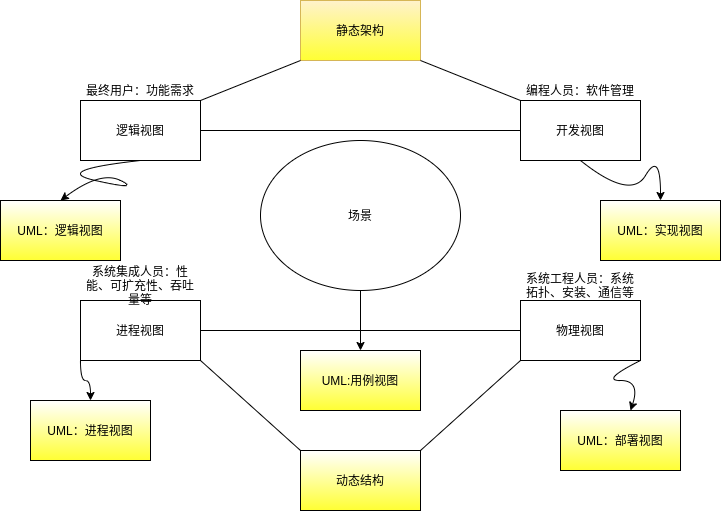 静态架构
最终用户：功能需求
编程人员：软件管理
逻辑视图
开发视图
场景
UML：逻辑视图
UML：实现视图
系统集成人员：性
能、可扩充性、吞吐
量等
系统工程人员：系统
拓扑、安装、通信等
进程视图
物理视图
UML:用例视图
UML：进程视图
UML：部署视图
动态结构